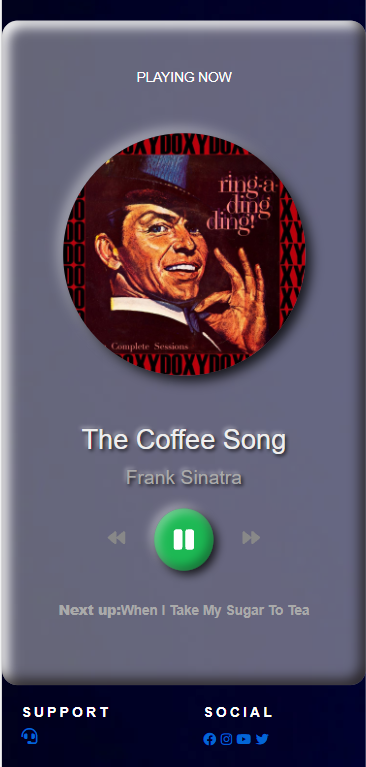 PLAYING NOW
DOXYDOXYDOX
ring-a-
ding
ding!
Complete Sessions
DOXYDOXYDOXY
The Coffee Song
Frank Sinatra
Next up:When I Take My Sugar To Tea
SUPPORT
SOCIAL